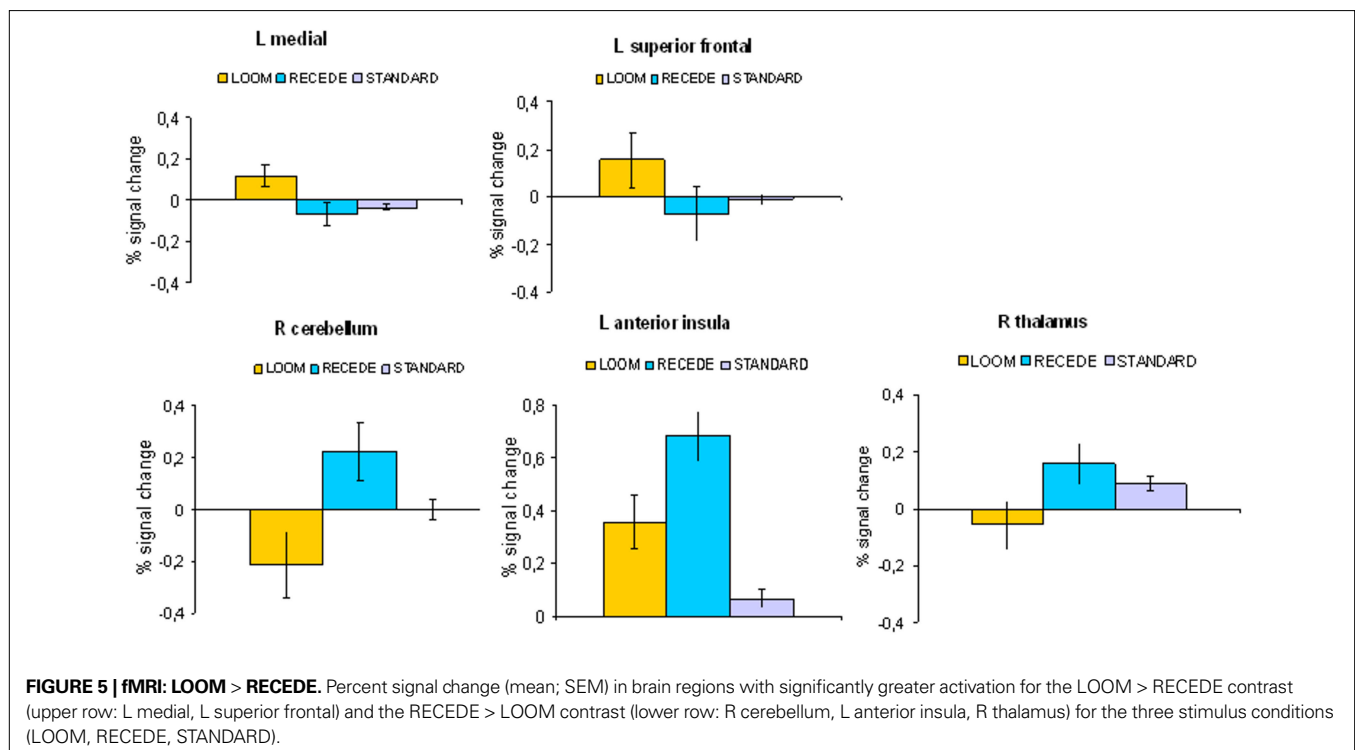 L medial
LOOM RECEDE STANDARD
0,4
0,2
0
-0,2
-0,4
% signal change
L superior frontal
LOOM RECEDE STANDARD
0,4
0,2
0
-0,2
-0.4
% signal change
R cerebellum
LOOM RECEDE STANDARD
0,4
0,2
0
-0,2
-0,4
% signal change
L anterior insula
LOOM RECEDE STANDARD
0,8
0,6
0,4
0,2
0
% signal change
R thalamus
LOOM RECEDE STANDARD
0,4
0,2
0
-0,2
-0,4
% signal change
FIGURE 5 | fMRI: LOOM > RECEDE. Percent signal change (mean; SEM) in brain regions with significantly greater activation for the LOOM > RECEDE contrast
(upper row: L medial, L superior frontal) and the RECEDE > LOOM contrast (lower row: R cerebellum, L anterior insula, R thalamus) for the three stimulus conditions
(LOOM, RECEDE, STANDARD).